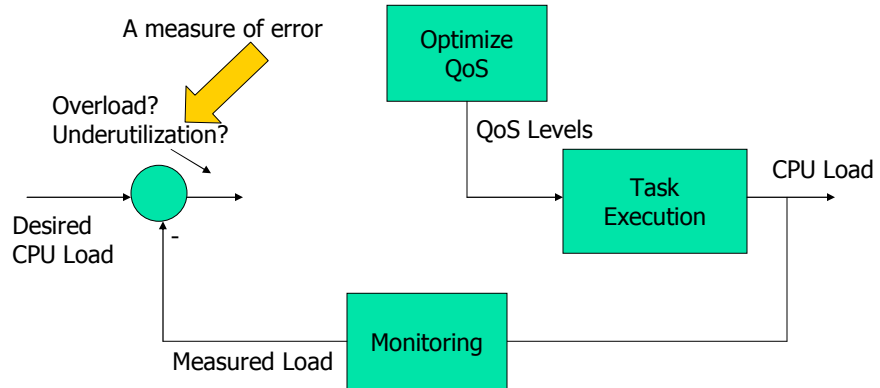 A measure of error
Optimize
QoS
Overload?
Underutilization?
QoS Levels
CPU Load
Task
Execution
Desired
CPU Load
-
Monitoring
Measured Load